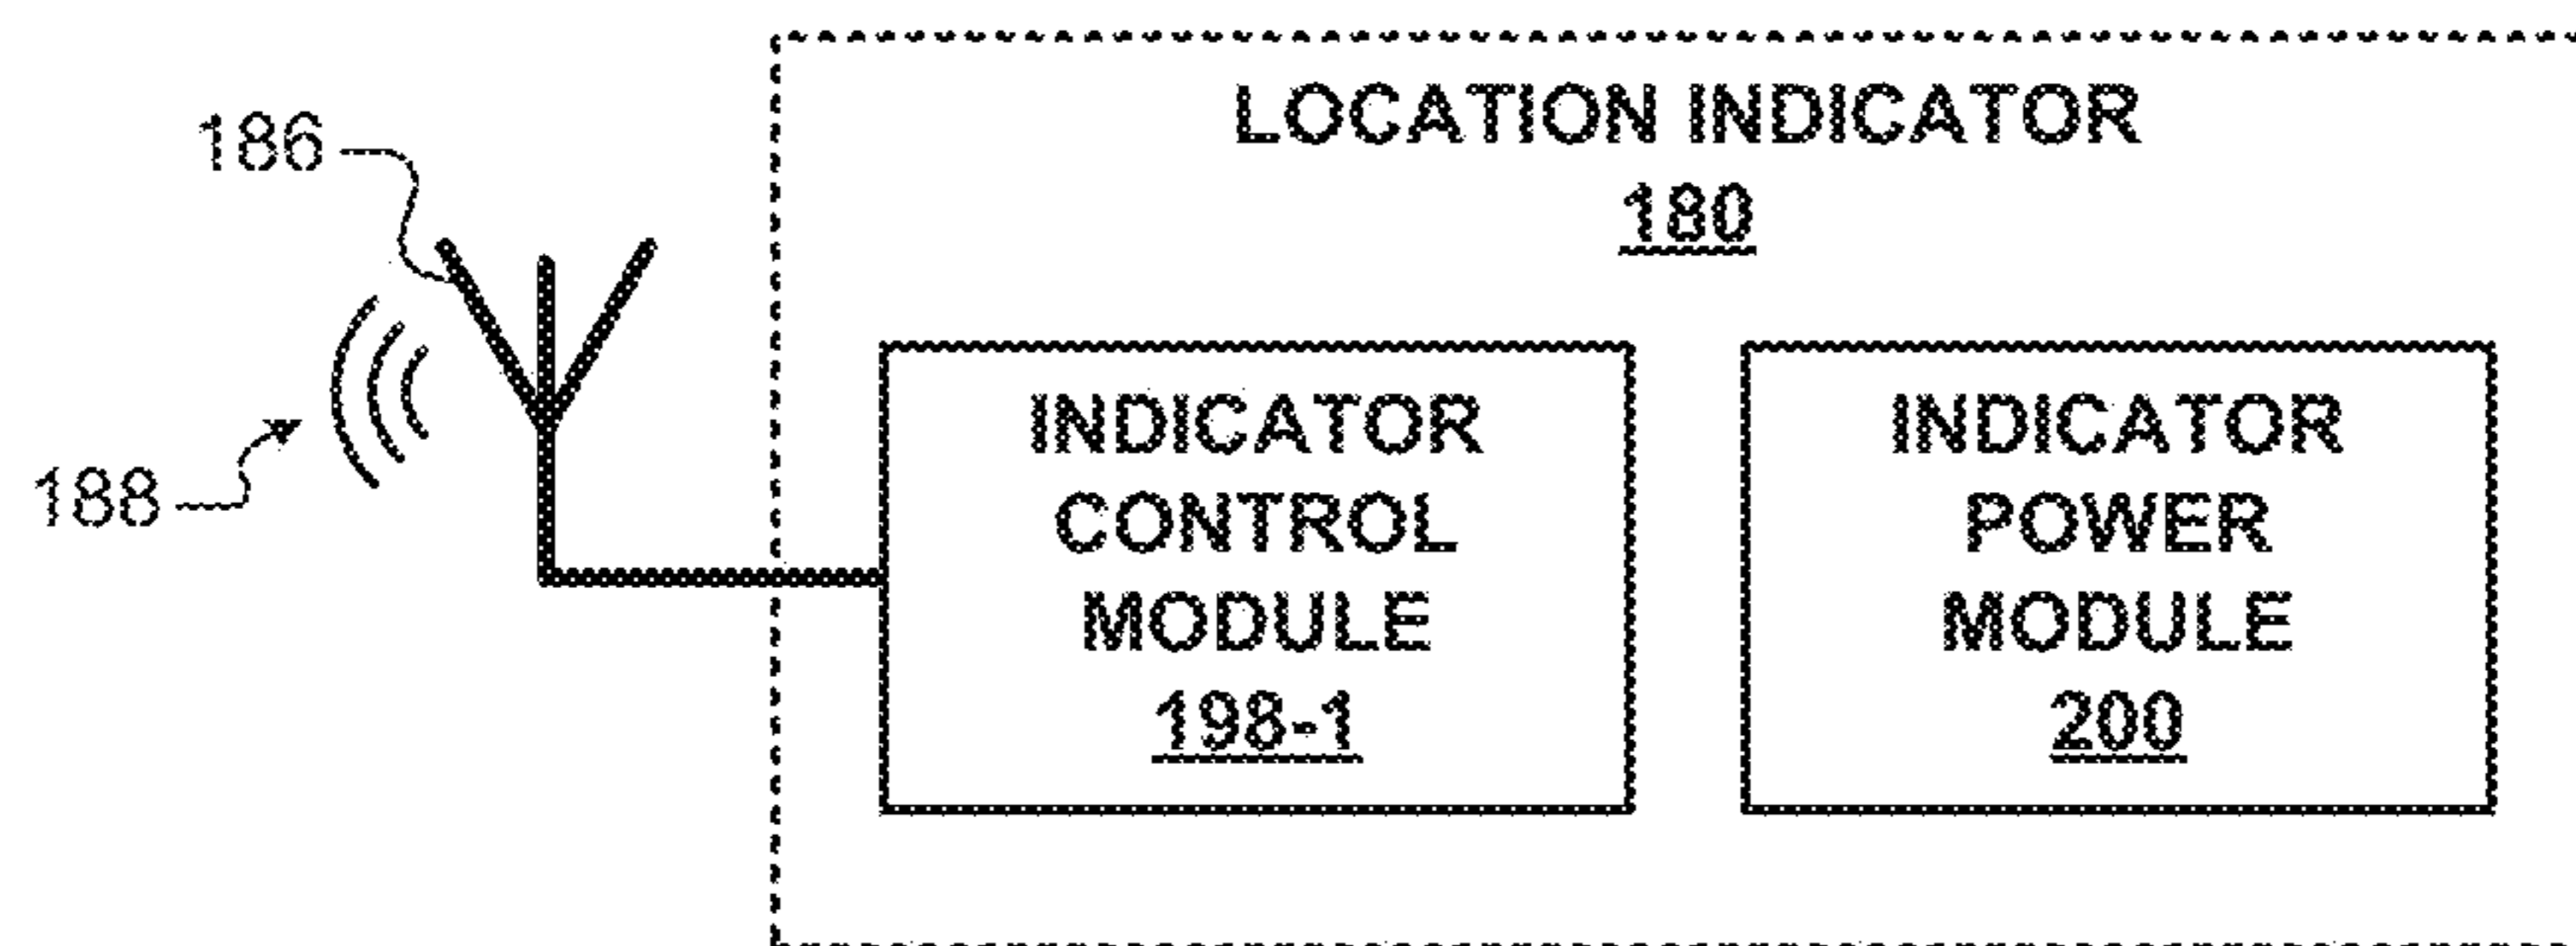 LOCATION INDICATOR
180
186
188
INDICATOR
CONTROL
MODULE
198-1
INDICATOR
POWER
MODULE
200